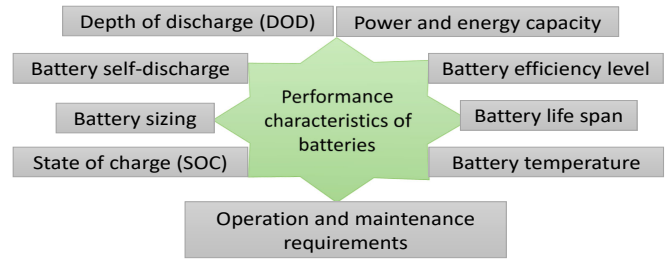 Depth of discharge (DOD)
Power and energy capacity
Battery self-discharge
Battery efficiency level
Performance
characteristics of
batteries
Battery sizing
Battery life span
State of charge (SOC)
Battery temperature
Operation and maintenance
requirements